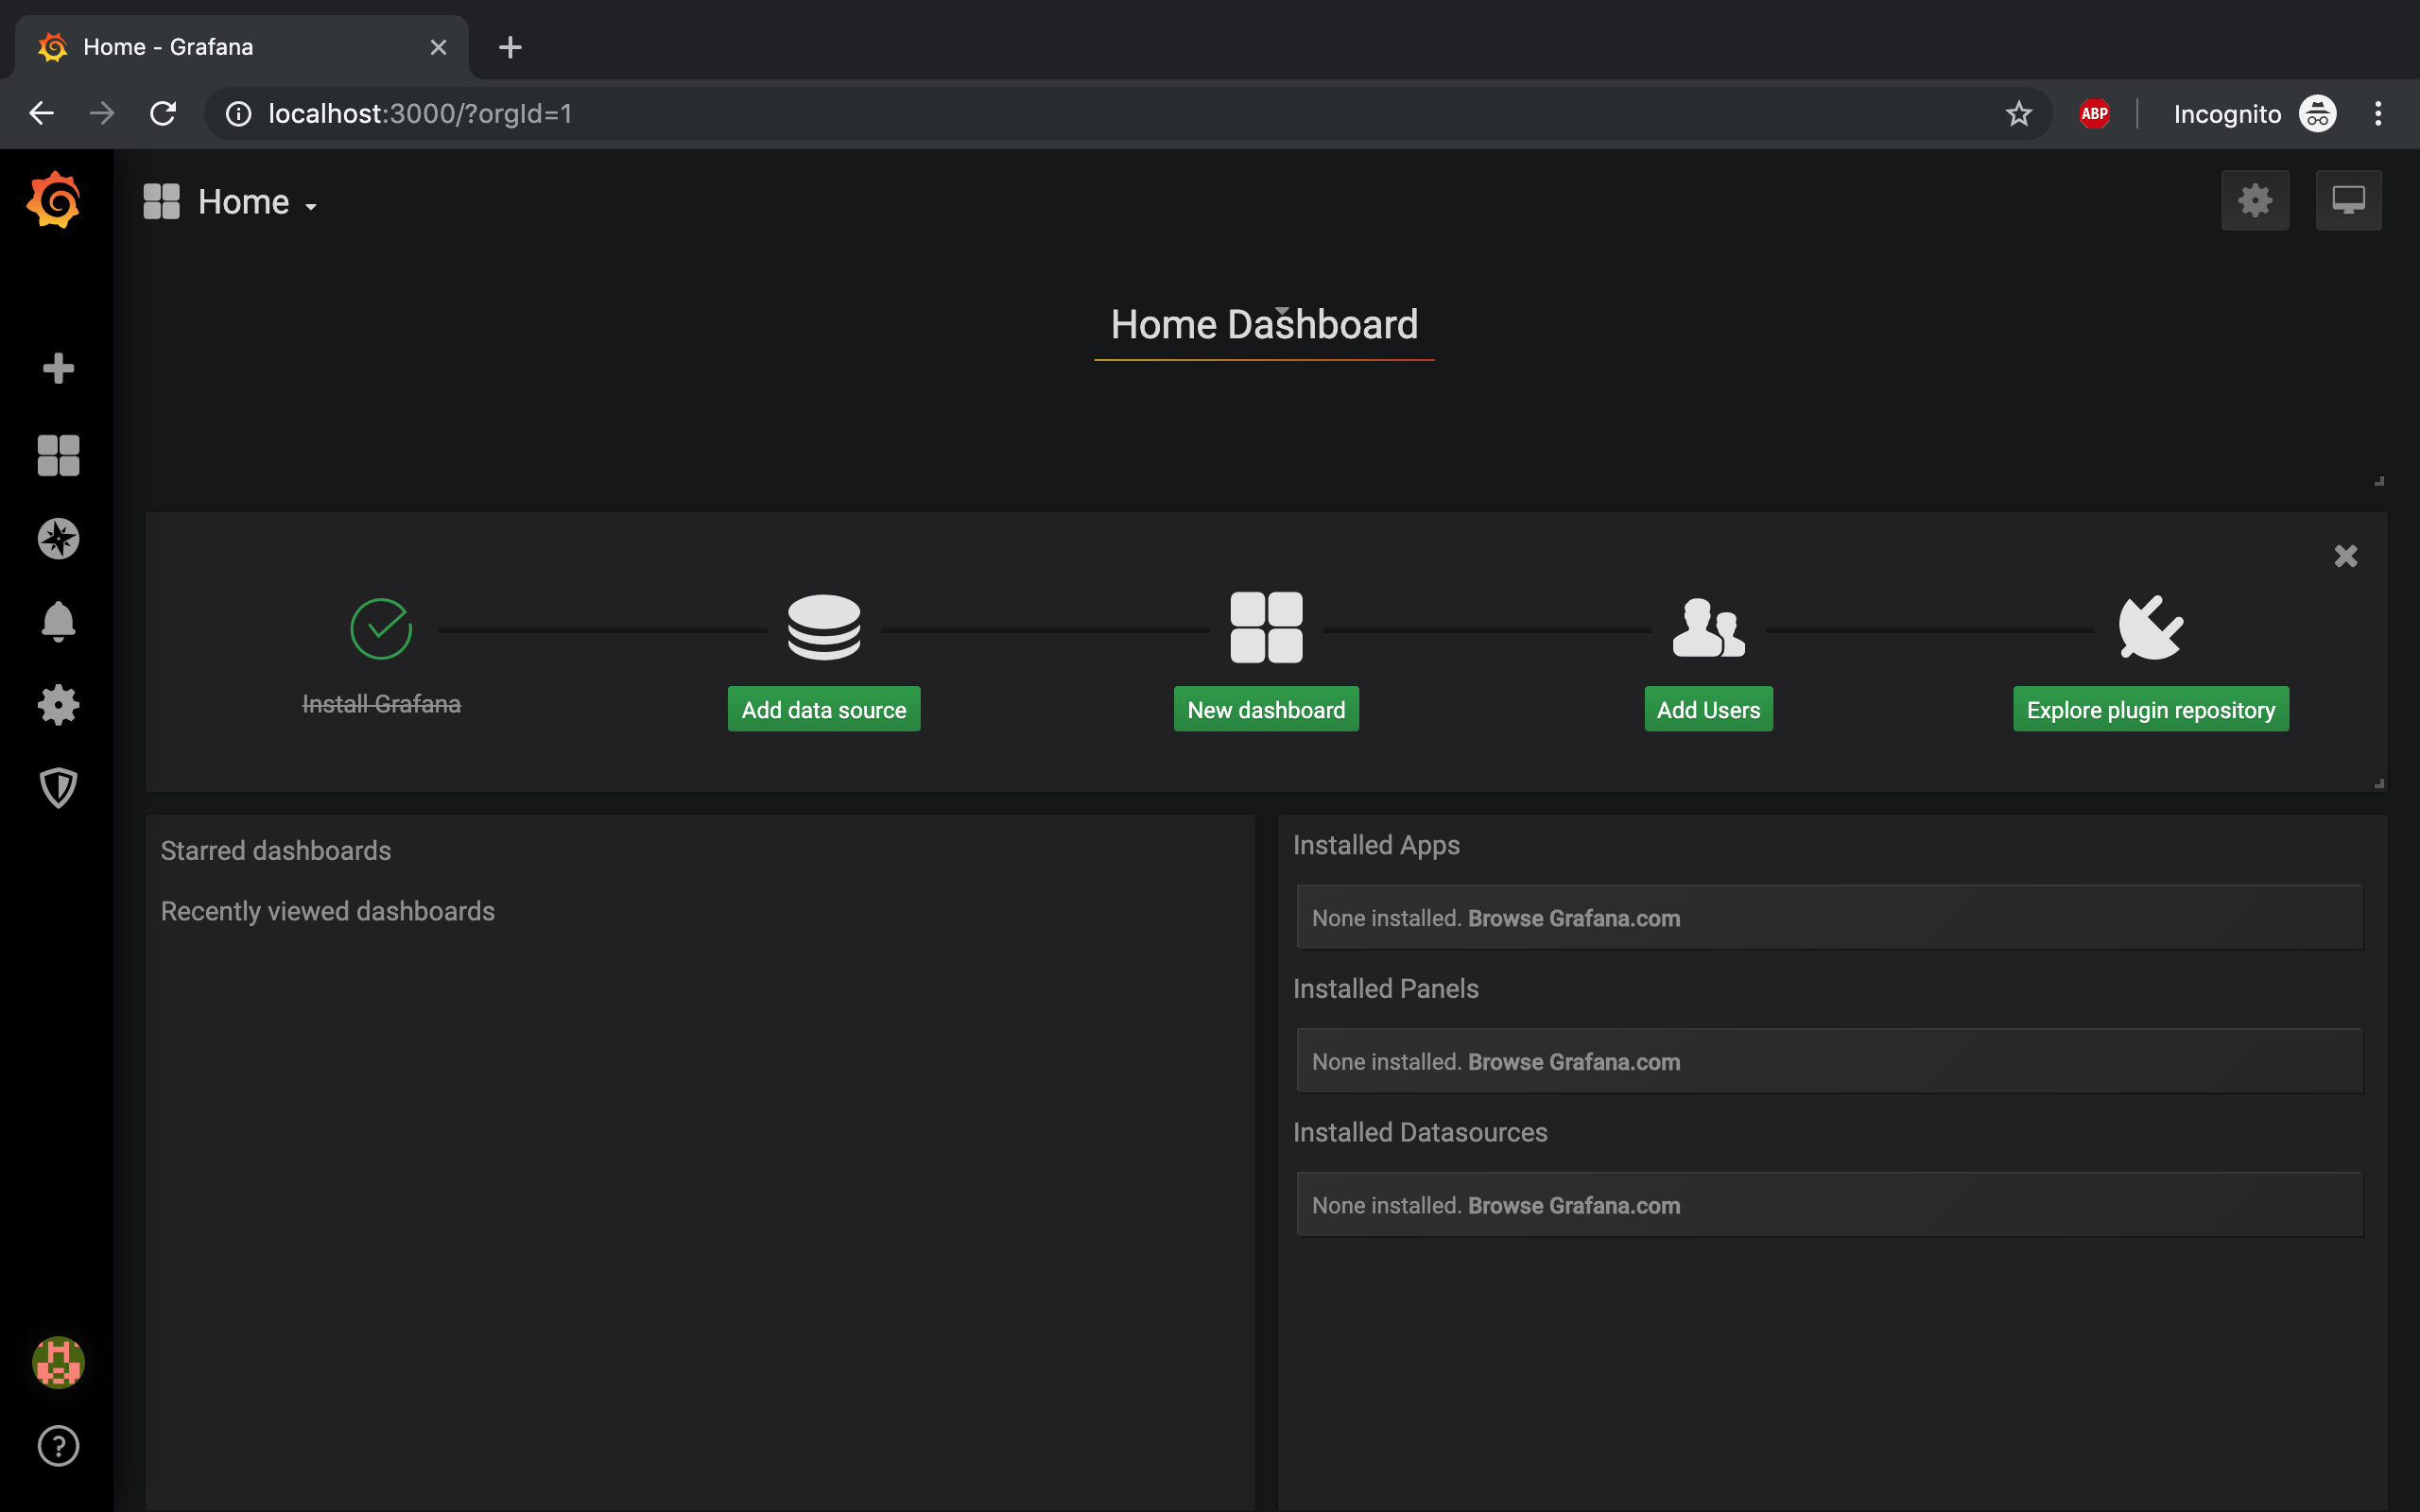 Home - Grafana
localhost:3000/?orgId=1
ABP
Incognito
Home
Home Dashboard
Install Grafana
Add data source
New dashboard
Add Users
Explore plugin repository
Starred dashboards
Recently viewed dashboards
Installed Apps
None installed. Browse Grafana.com
Installed Panels
None installed. Browse Grafana.com
Installed Datasources
None installed. Browse Grafana.com